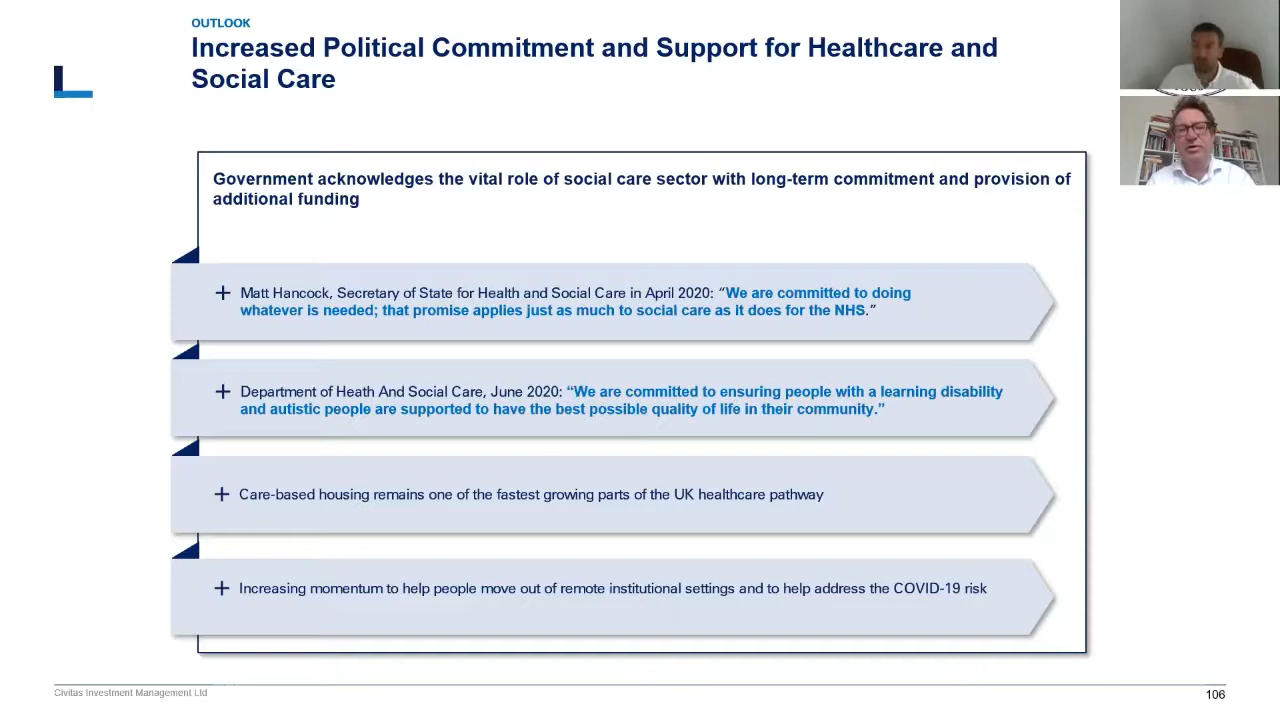 OUTLOOK
Increased Political Commitment and Support for Healthcare and
Social Care
Government acknowledges the vital role of social care sector with long-term commitment and provision of
additional funding
+ Matt Hancock, Secretary of State for Health and Social Care in April 2020: “We are committed to doing
whatever is needed; that promise applies just as much to social care as it does for the NHS.”
+ Department of Heath And Social Care, June 2020: “We are committed to ensuring people with a learning disability
and autistic people are supported to have the best possible quality of life in their community.”
+ Care-based housing remains one of the fastest growing parts of the UK healthcare pathway
+ Increasing momentum to help people move out of remote institutional settings and to help address the COVID-19 risk
Civitas Investment Management Ltd
106